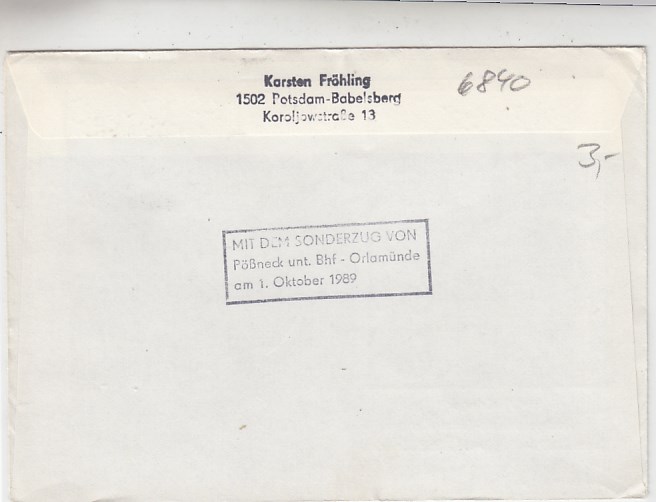 Karsten Fröhling
1502 Potsdam-Babelsberg
Koroljowstraße 13
6840
3,-
MIT DEM SONDERZUG VON
Pößneck unt. Bhf - Orlamünde
am 1. Oktober 1989